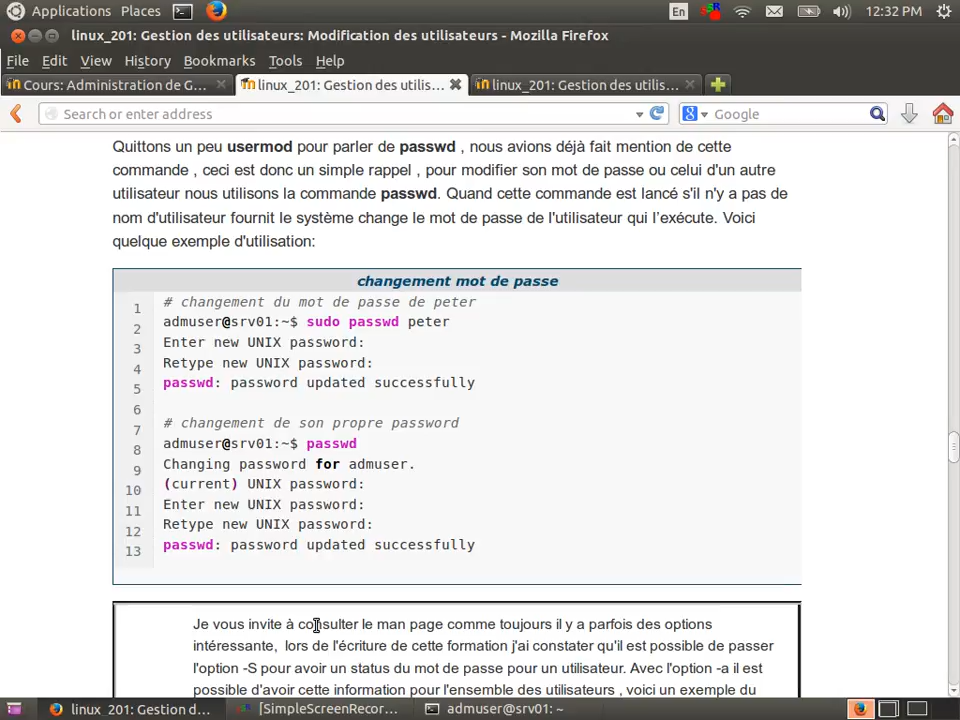 Applications Places En 12:32 PM
linux_201: Gestion des utilisateurs: Modification des utilisateurs - Mozilla Firefox
File Edit View History Bookmarks Tools Help
Cours: Administration de G... linux_201: Gestion des utilis... linux_201: Gestion des utilis...
Search or enter address Google
Quittons un peu usermod pour parler de passwd , nous avions déjà fait mention de cette
commande , ceci est donc un simple rappel , pour modifier son mot de passe ou celui d'un autre
utilisateur nous utilisons la commande passwd. Quand cette commande est lancé s'il n'y a pas de
nom d'utilisateur fournit le système change le mot de passe de l'utilisateur qui l'exécute. Voici
quelque exemple d'utilisation:
changement mot de passe
1 # changement du mot de passe de peter
2 admuser@srv01:~$ sudo passwd peter
3 Enter new UNIX password:
4 Retype new UNIX password:
5 passwd: password updated successfully
6
7 # changement de son propre password
8 admuser@srv01:~$ passwd
9 Changing password for admuser.
10 (current) UNIX password:
11 Enter new UNIX password:
12 Retype new UNIX password:
13 passwd: password updated successfully
Je vous invite à consulter le man page comme toujours il y a parfois des options
intéressante, lors de l'écriture de cette formation j'ai constater qu'il est possible de passer
l'option -S pour avoir un status du mot de passe pour un utilisateur. Avec l'option -a il est
possible d'avoir cette information pour l'ensemble des utilisateurs , voici un exemple du
linux_201: Gestion d... [SimpleScreenRecor... admuser@srv01: ~